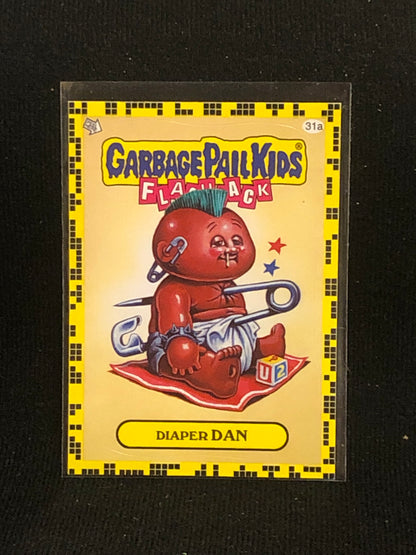 31a
GARBAGE PAIL KIDS®
FLASHBACK
U 2
DIAPER DAN